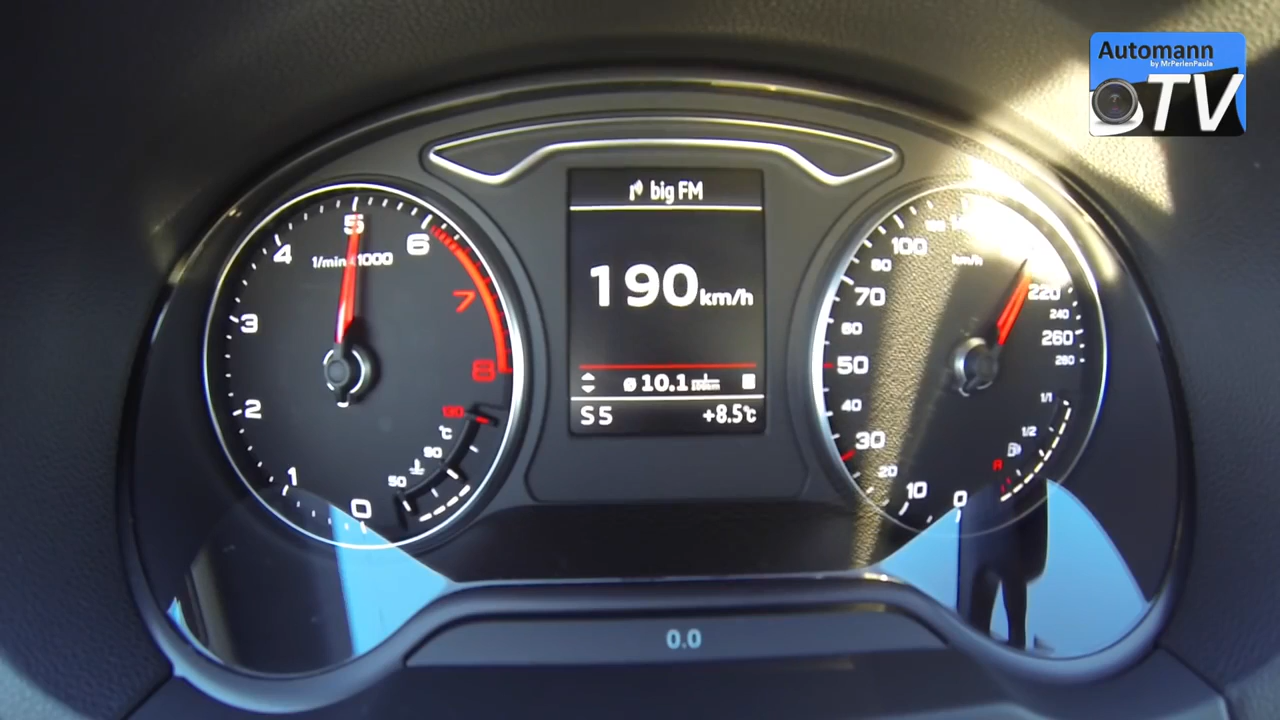 Automann
by MrPerlenPaula
TV
big FM
190 km/h
ø 10.1
S 5
+8.5°C
0.0
1/min x 1000
0
1
2
3
4
5
6
7
8
50
90
130
°C
km/h
0
10
20
30
40
50
60
70
80
100
220
240
260
280
1/1
1/2
R